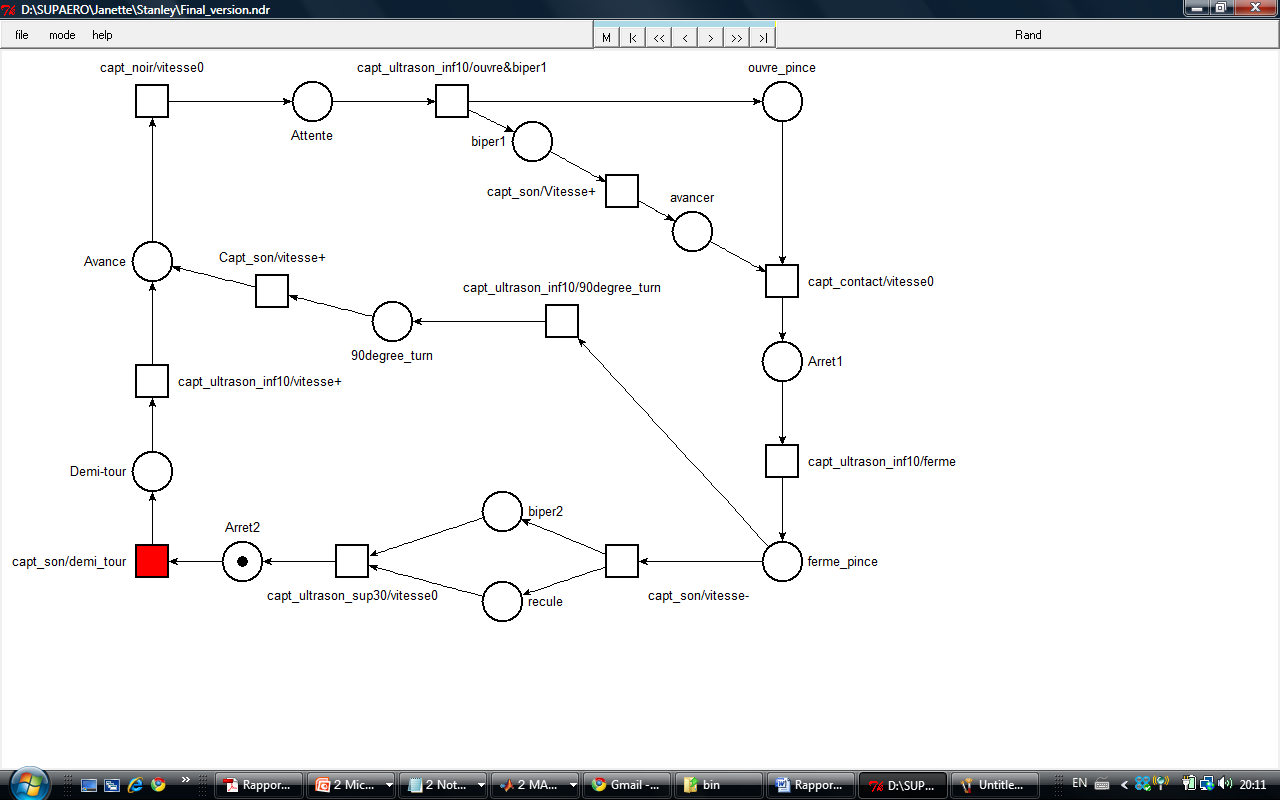 D:\SUPAERO\Janette\Stanley\Final_version.ndr
file mode help M |< << < > >> >| Rand
capt_noir/vitesse0
capt_ultrason_inf10/ouvre&biper1
ouvre_pince
Attente
biper1
capt_son/Vitesse+
avancer
Avance
Capt_son/vitesse+
capt_ultrason_inf10/90degree_turn
capt_contact/vitesse0
90degree_turn
Arret1
capt_ultrason_inf10/vitesse+
capt_ultrason_inf10/ferme
Demi-tour
biper2
Arret2
capt_son/demi_tour
ferme_pince
capt_ultrason_sup30/vitesse0
recule
capt_son/vitesse-
» Rappor... 2 Mic... 2 Not... 2 MA... Gmail -... bin Rappor... D:\SUP... Untitle... EN < 20:11